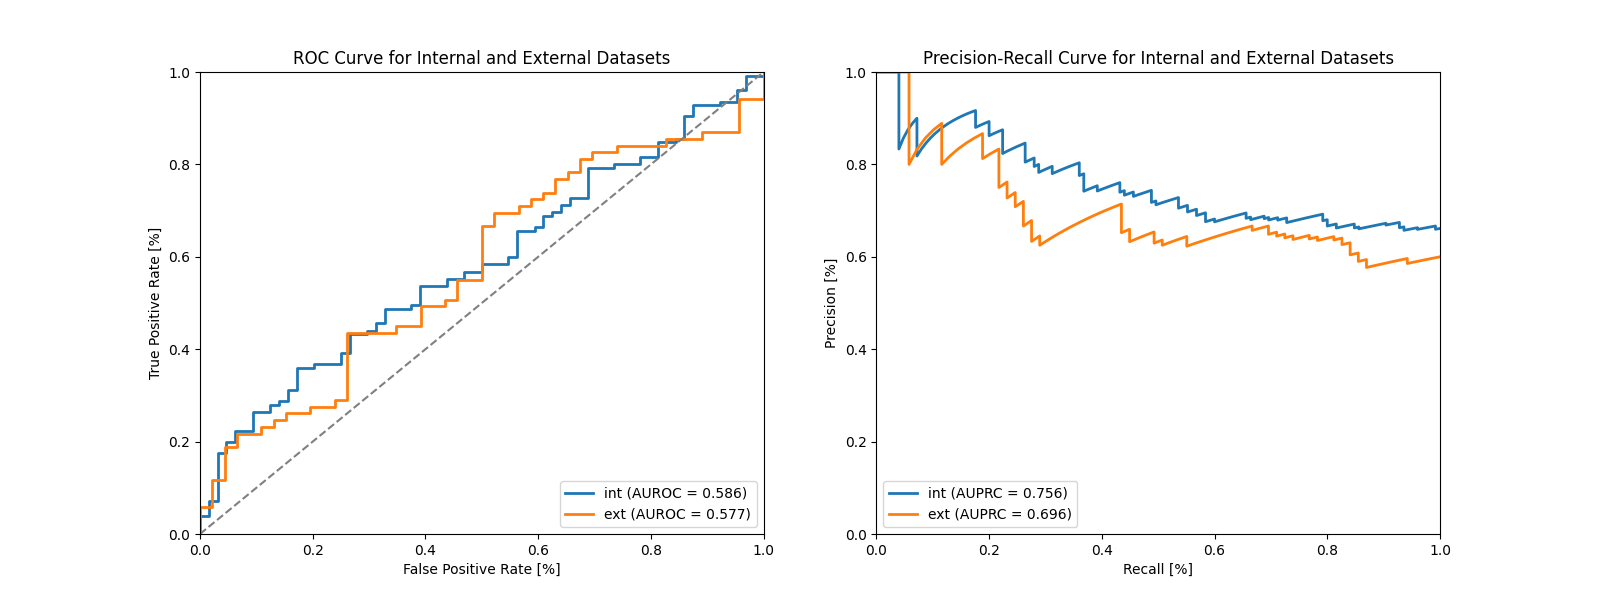 ROC Curve for Internal and External Datasets
True Positive Rate [%]
1.0
0.8
0.6
0.4
0.2
0.0
0.0 0.2 0.4 0.6 0.8 1.0
False Positive Rate [%]
int (AUROC = 0.586)
ext (AUROC = 0.577)
Precision-Recall Curve for Internal and External Datasets
Precision [%]
1.0
0.8
0.6
0.4
0.2
0.0
0.0 0.2 0.4 0.6 0.8 1.0
Recall [%]
int (AUPRC = 0.756)
ext (AUPRC = 0.696)